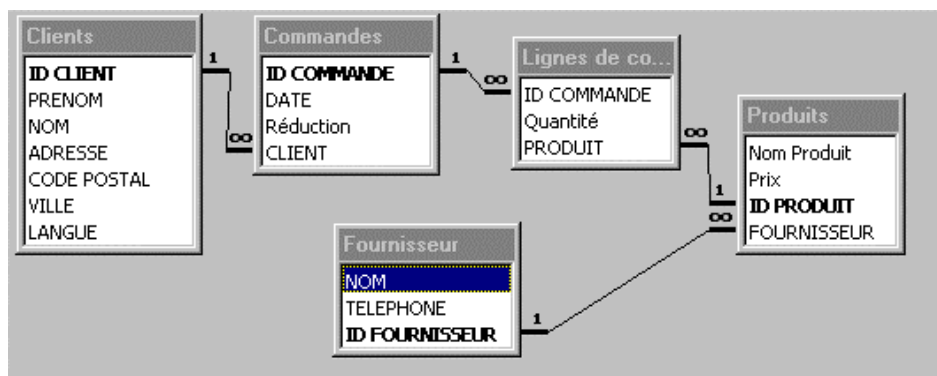 Clients
ID CLIENT
PRENOM
NOM
ADRESSE
CODE POSTAL
VILLE
LANGUE
1
∞
Commandes
ID COMMANDE
DATE
Réduction
CLIENT
1
∞
Lignes de co...
ID COMMANDE
Quantité
PRODUIT
∞
1
∞
Produits
Nom Produit
Prix
ID PRODUIT
FOURNISSEUR
Fournisseur
NOM
TELEPHONE
ID FOURNISSEUR
1